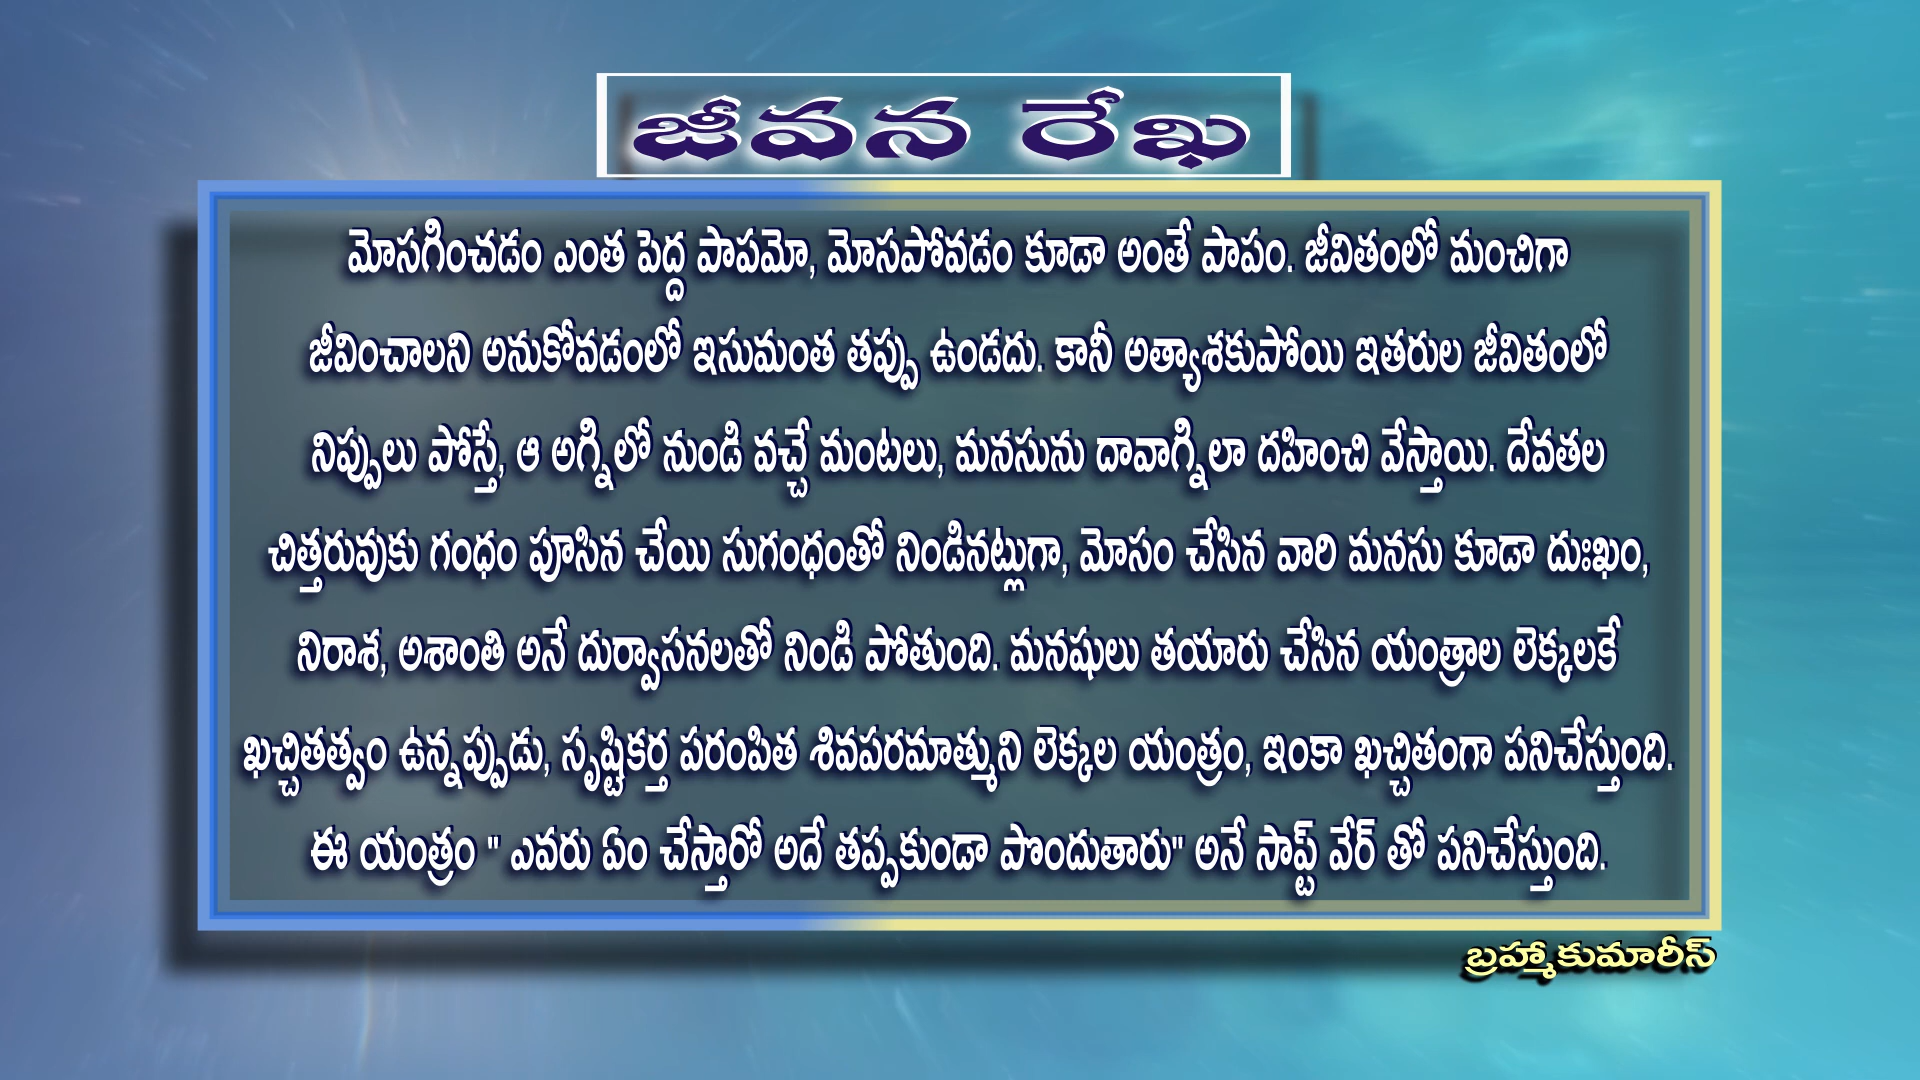 జీవన రేఖ
మోసగించడం ఎంత పెద్ద పాపమో, మోసపోవడం కూడా అంతే పాపం. జీవితంలో మంచిగా
జీవించాలని అనుకోవడంలో ఇసుమంత తప్పు ఉండదు. కానీ అత్యాశకుపోయి ఇతరుల జీవితంలో
నిప్పులు పోస్తే, ఆ అగ్నిలో నుండి వచ్చే మంటలు, మనసును దావాగ్నిలా దహించి వేస్తాయి. దేవతల
చిత్తరువుకు గంధం పూసిన చేయి సుగంధంతో నిండినట్లుగా, మోసం చేసిన వారి మనసు కూడా దుఃఖం,
నిరాశ, అశాంతి అనే దుర్వాసనలతో నిండి పోతుంది. మనషులు తయారు చేసిన యంత్రాల లెక్కలకే
ఖచ్చితత్వం ఉన్నప్పుడు, సృష్టికర్త పరంపిత శివపరమాత్ముని లెక్కల యంత్రం, ఇంకా ఖచ్చితంగా పనిచేస్తుంది.
ఈ యంత్రం " ఎవరు ఏం చేస్తారో అదే తప్పకుండా పొందుతారు" అనే సాఫ్ట్ వేర్ తో పనిచేస్తుంది.
బ్రహ్మాకుమారీస్